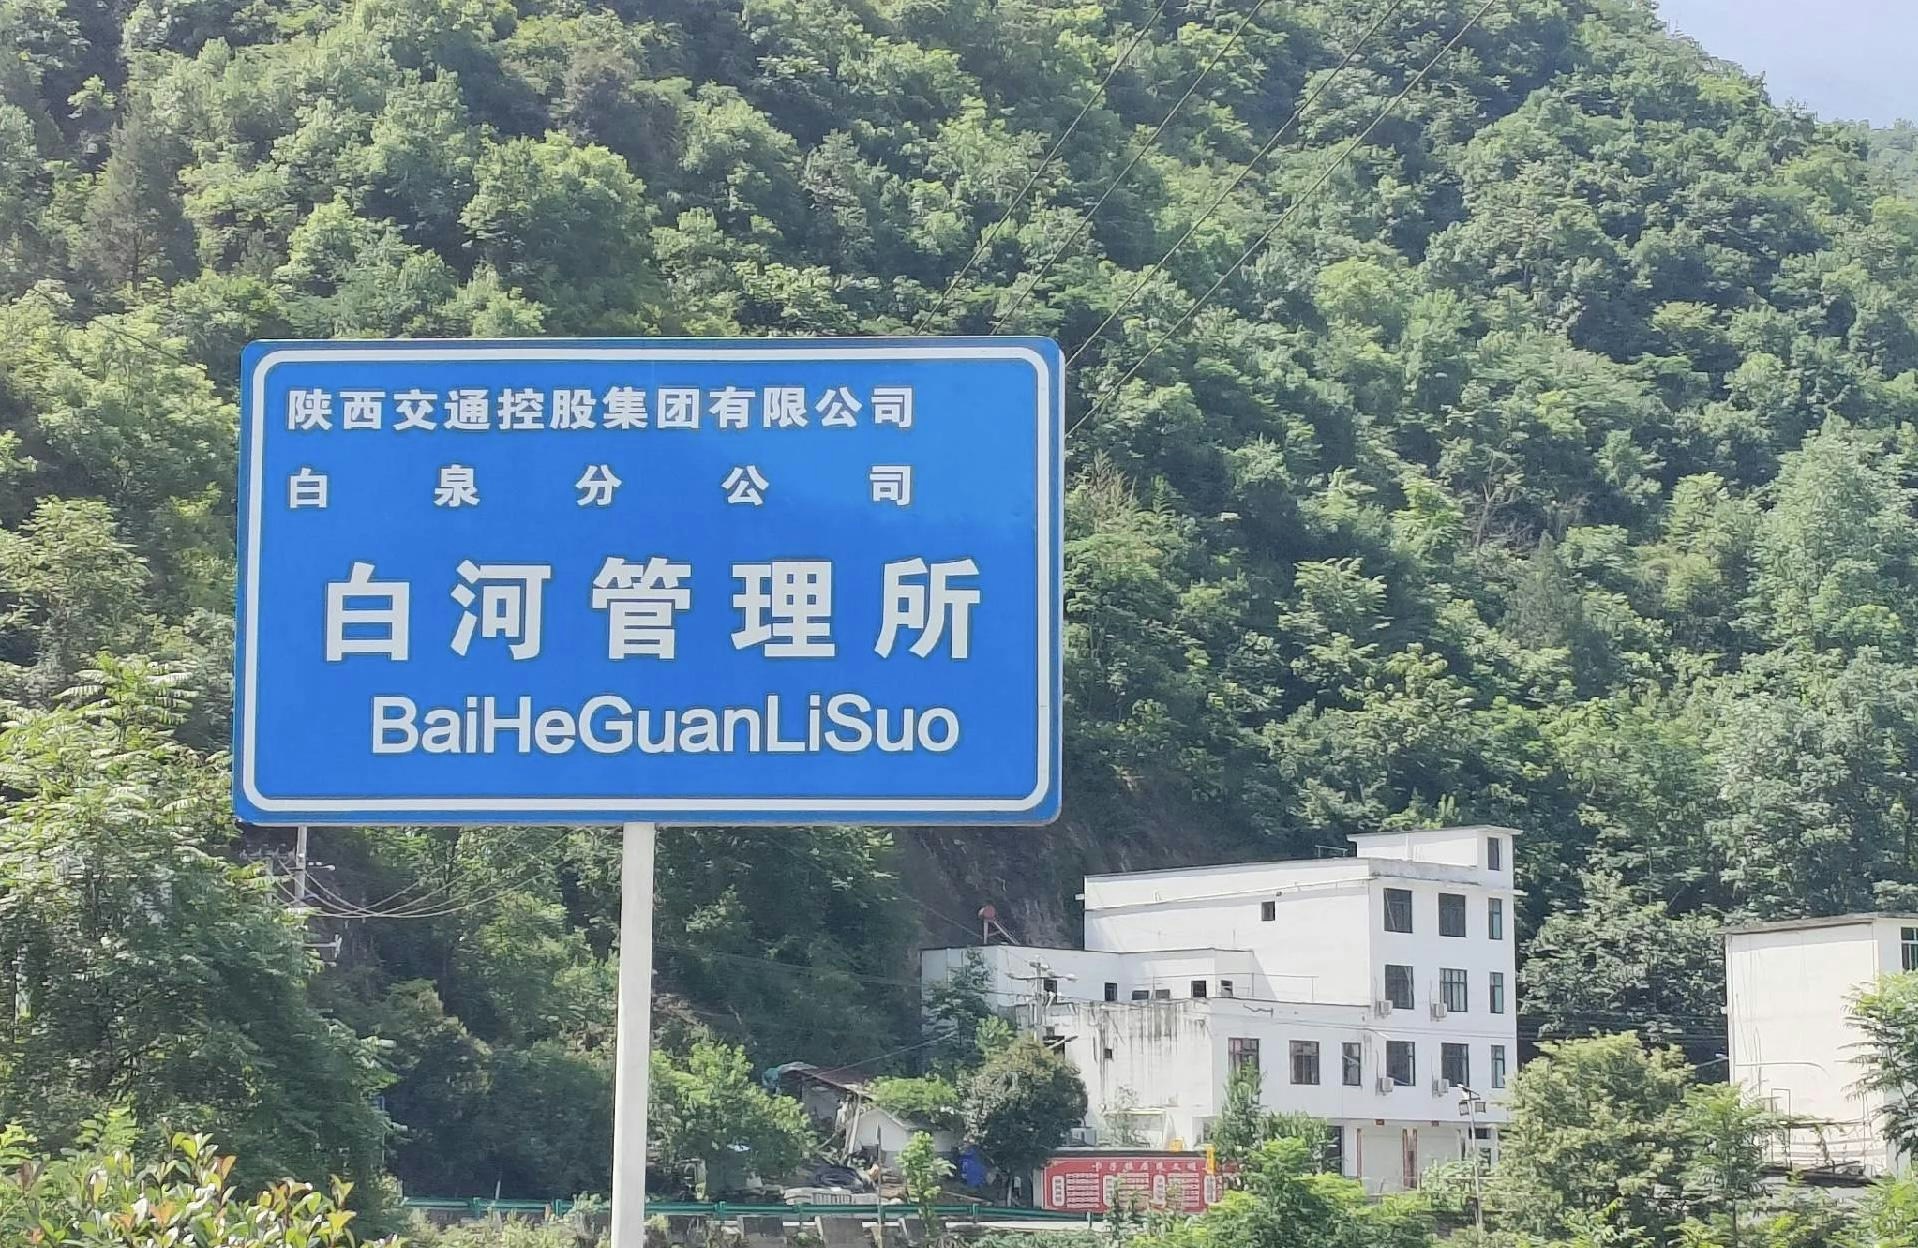 陕西交通控股集团有限公司
白泉分公司
白河管理所
BaiHeGuanLiSuo